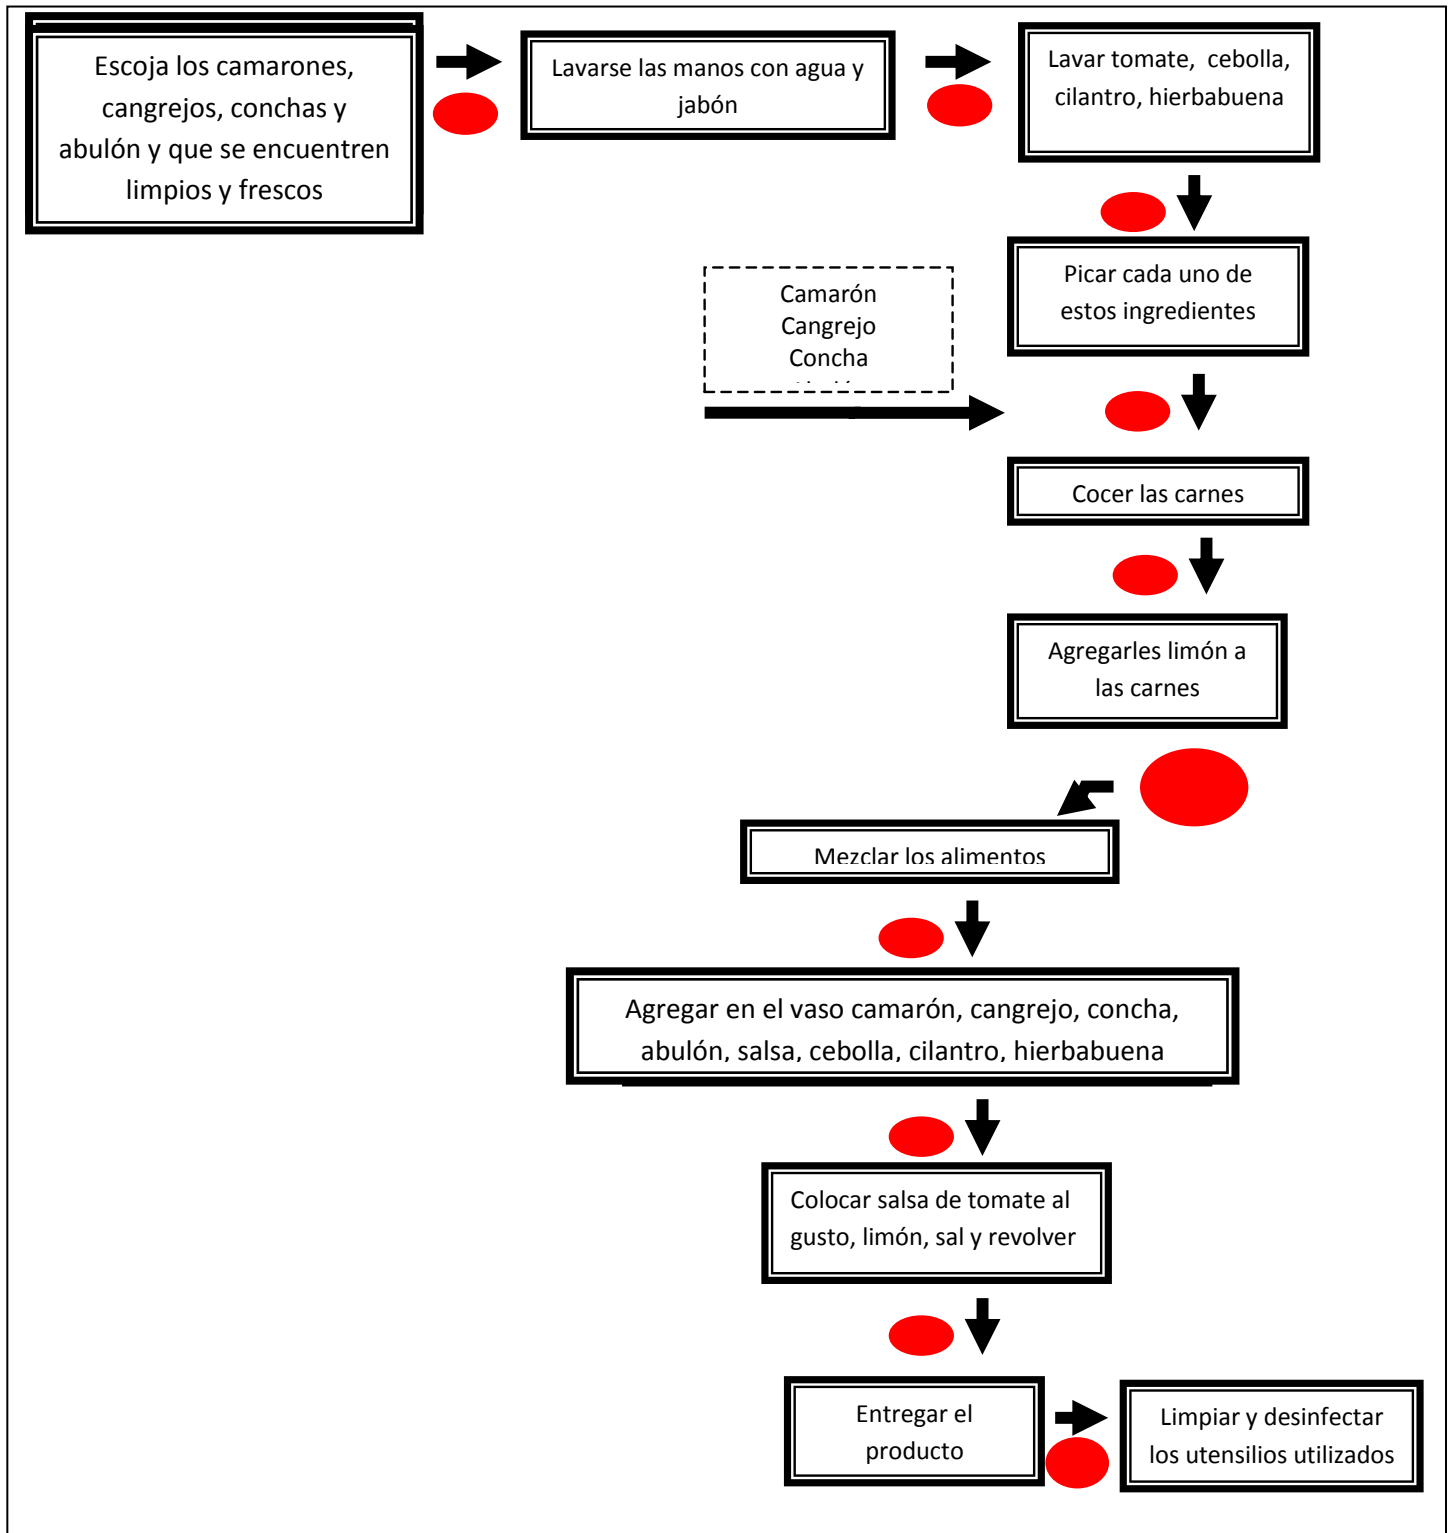 Escoja los camarones,
cangrejos, conchas y
abulón y que se encuentren
limpios y frescos
Lavarse las manos con agua y
jabón
Lavar tomate, cebolla,
cilantro, hierbabuena
Picar cada uno de
estos ingredientes
Camarón
Cangrejo
Concha
Cocer las carnes
Agregarles limón a
las carnes
Mezclar los alimentos
Agregar en el vaso camarón, cangrejo, concha,
abulón, salsa, cebolla, cilantro, hierbabuena
Colocar salsa de tomate al
gusto, limón, sal y revolver
Entregar el
producto
Limpiar y desinfectar
los utensilios utilizados